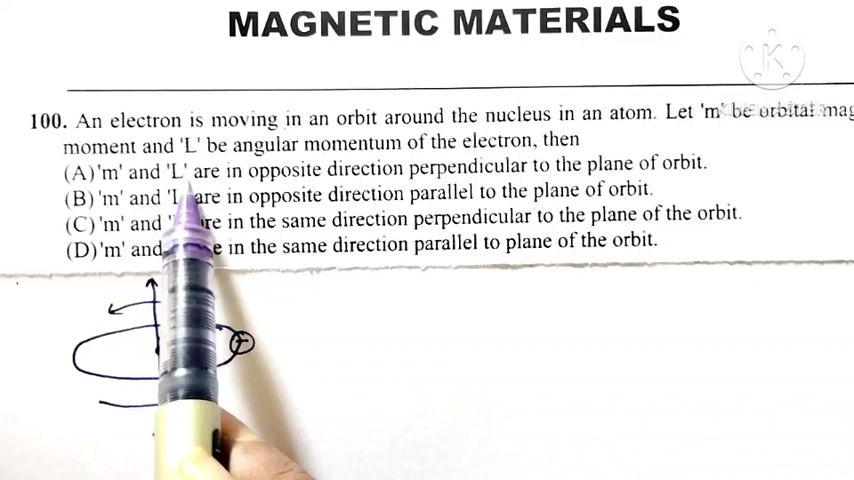 MAGNETIC MATERIALS
K
100. An electron is moving in an orbit around the nucleus in an atom. Let 'm' be orbital mag
moment and 'L' be angular momentum of the electron, then
(A) 'm' and 'L' are in opposite direction perpendicular to the plane of orbit.
(B) 'm' and 'L are in opposite direction parallel to the plane of orbit.
(C) 'm' and in the same direction perpendicular to the plane of the orbit.
(D) 'm' and in the same direction parallel to plane of the orbit.